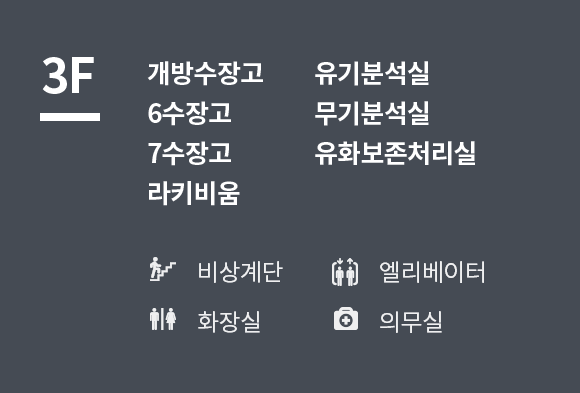 3F
개방수장고
6수장고
7수장고
라키비움
유기분석실
무기분석실
유화보존처리실
비상계단
엘리베이터
화장실
의무실